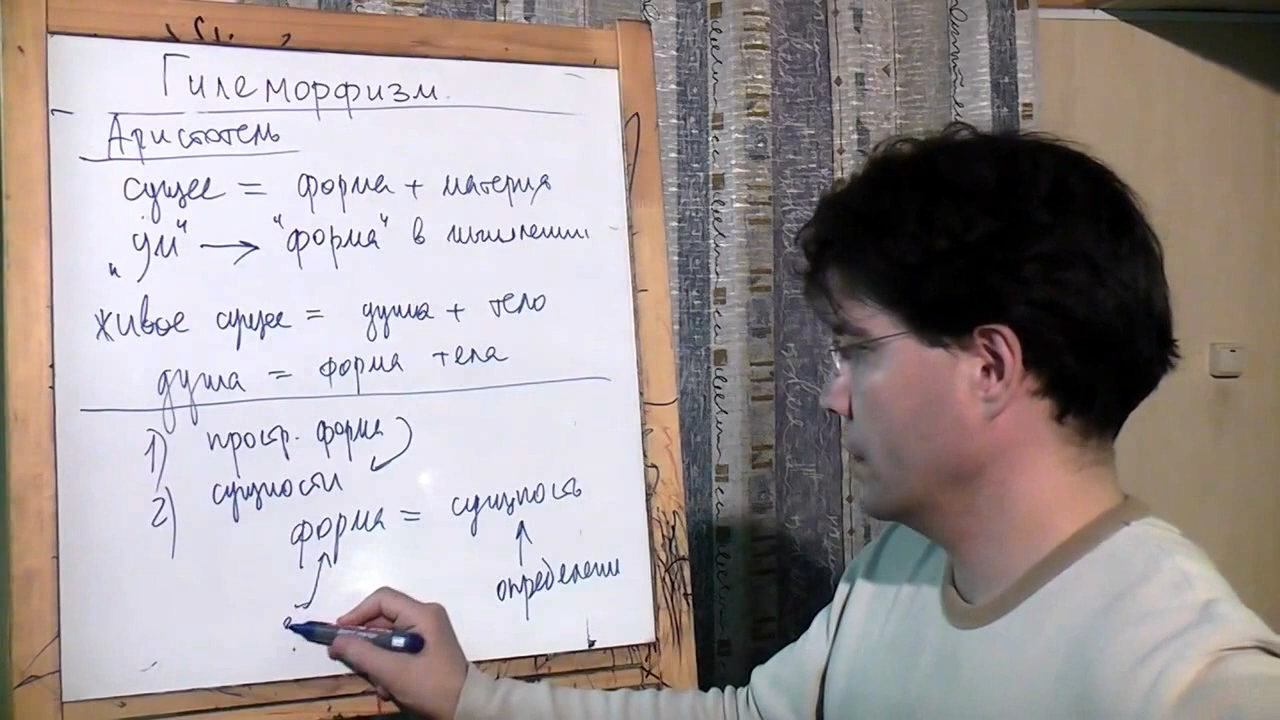 Гилеморфизм.
Аристотель
сущее = форма + материя
"ум" → "форма" в мышлении
живое сущее = душа + тело
душа = форма тела
1) простр. форма
2) сущности
форма = сущность
определение